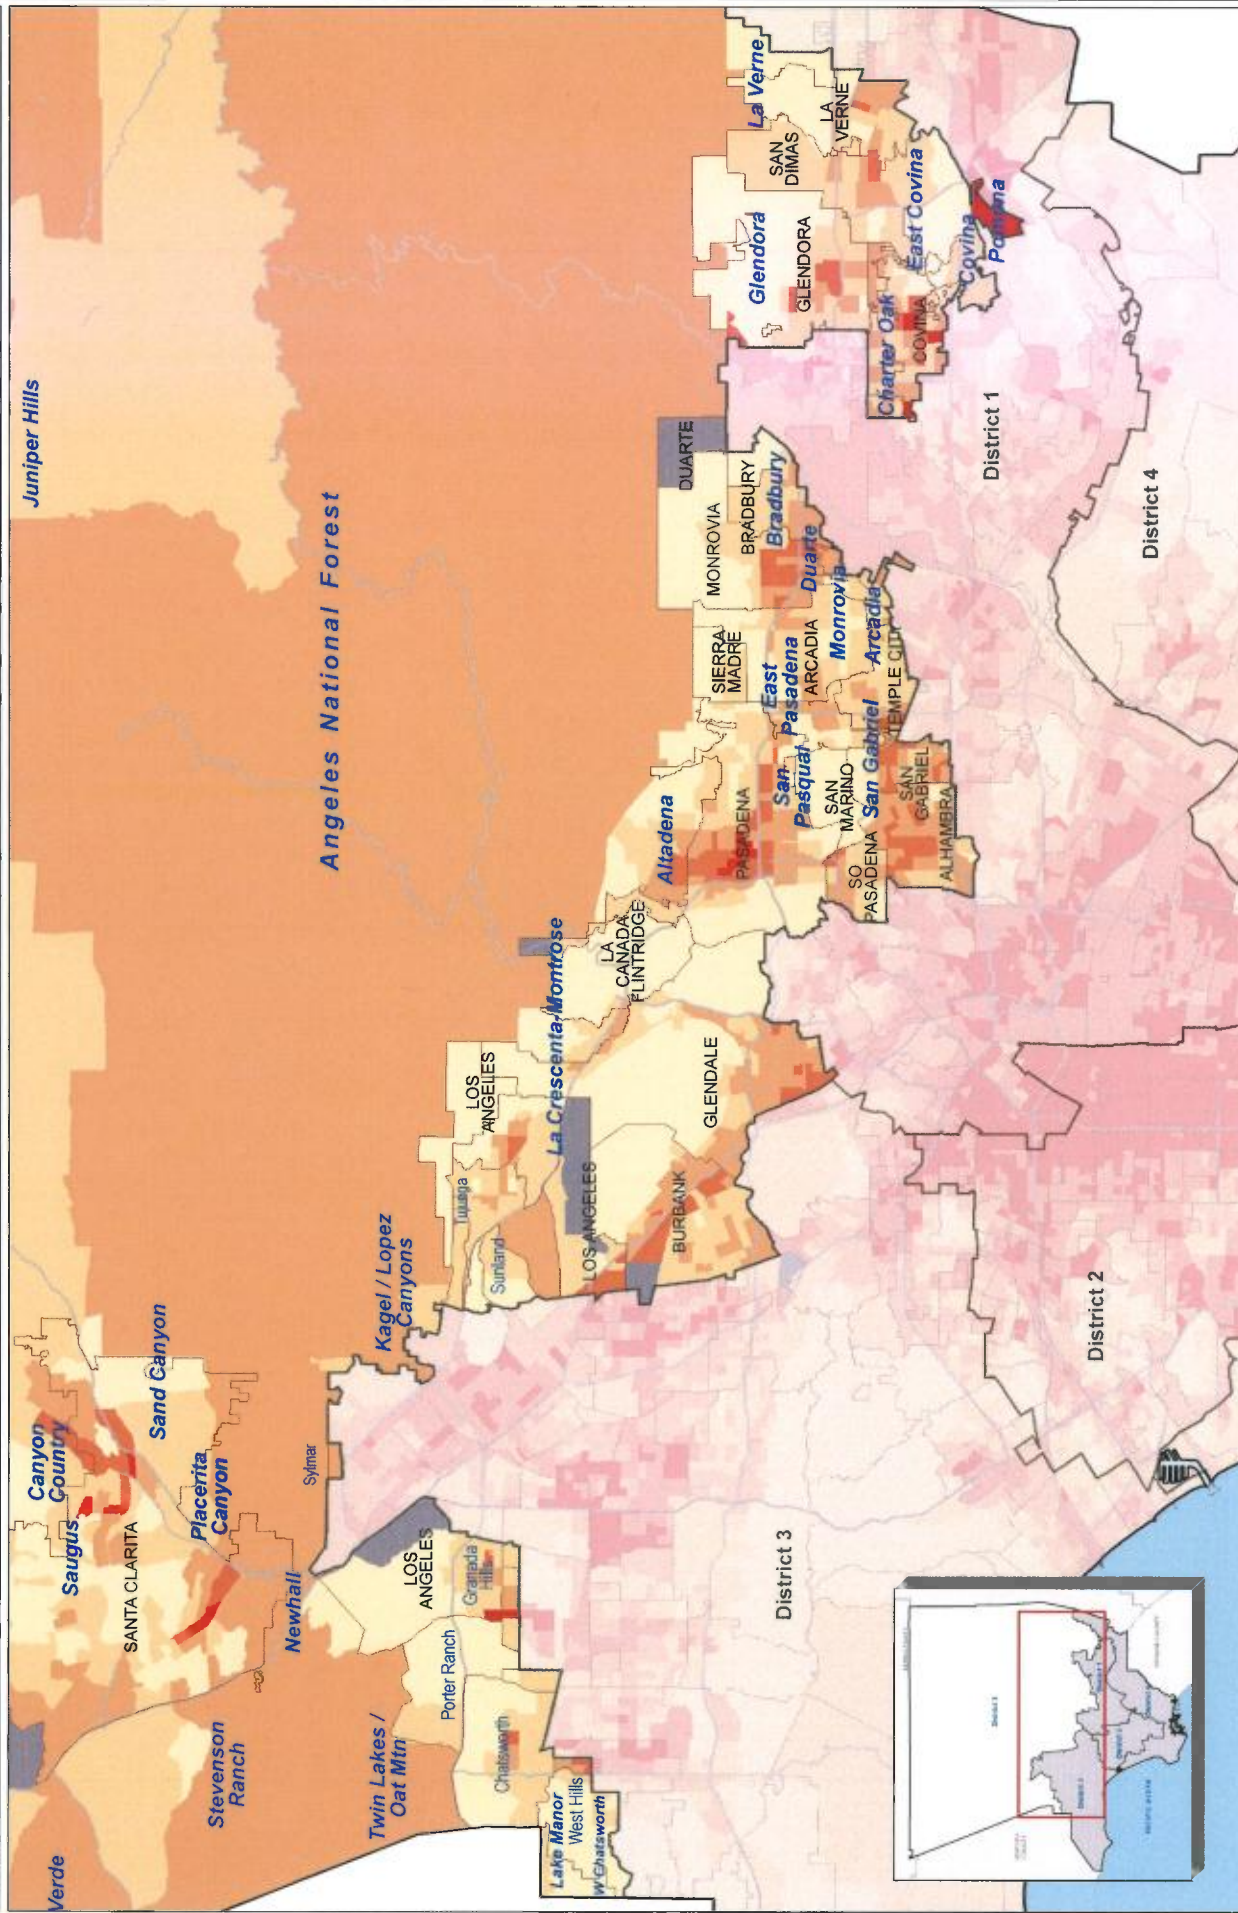 Verde
Stevenson
Ranch
Twin Lakes /
Oat Mtn
Lake Manor
West Hills
W Chatsworth
Chatsworth
Porter Ranch
SANTA CLARITA
Saugus
Newhall
Canyon
Country
Placerita
Canyon
Sand Canyon
LOS
ANGELES
Granada
Hills
Sylmar
Kagel / Lopez
Canyons
Sunland
Tujunga
LOS
ANGELES
LOS ANGELES
BURBANK
GLENDALE
La Crescenta-Montrose
LA
CANADA
FLINTRIDGE
Angeles National Forest
Juniper Hills
Altadena
PASADENA
SO
PASADENA
San
Pasqual
SAN
MARINO
San Gabriel
SAN
GABRIEL
ALHAMBRA
East
Pasadena
SIERRA
MADRE
ARCADIA
Arcadia
TEMPLE CITY
MONROVIA
Monrovia
BRADBURY
Bradbury
DUARTE
Duarte
Glendora
GLENDORA
Charter Oak
COVINA
East Covina
Covina
Pomona
SAN
DIMAS
La Verne
LA
VERNE
District 1
District 4
District 2
District 3